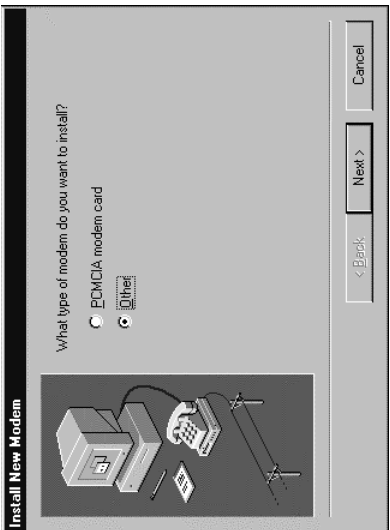 Install New Modem
What type of modem do you want to install?
PCMCIA modem card
Other
< Back
Next >
Cancel